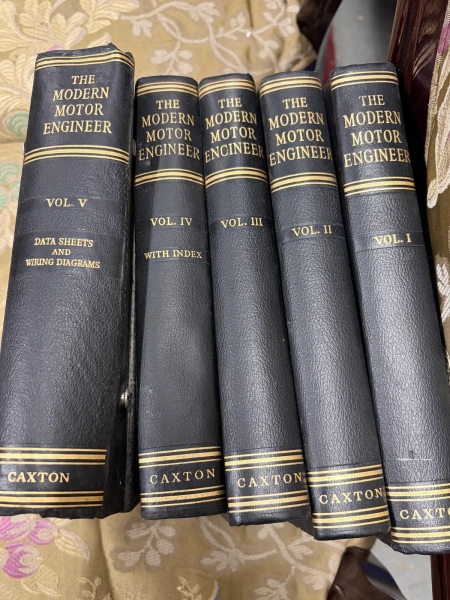 THE
MODERN
MOTOR
ENGINEER
VOL. V
DATA SHEETS
AND
WIRING DIAGRAMS
CAXTON
THE
MODERN
MOTOR
ENGINEER
VOL. IV
WITH INDEX
CAXTON
THE
MODERN
MOTOR
ENGINEER
VOL. III
CAXTON
THE
MODERN
MOTOR
ENGINEER
VOL. II
CAXTON
THE
MODERN
MOTOR
ENGINEER
VOL. I
CAXTON